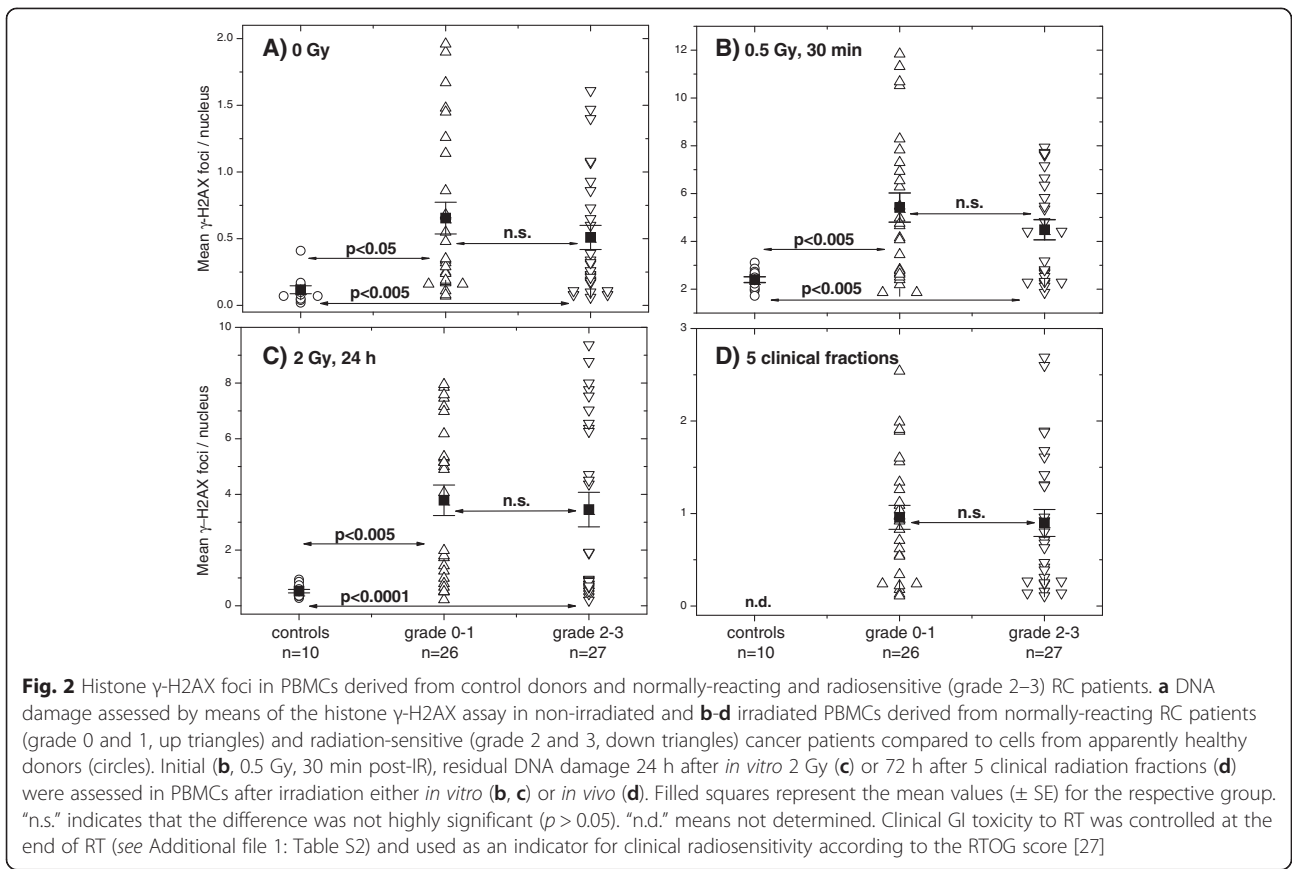 A) 0 Gy
Mean γ-H2AX foci / nucleus
2.0
1.5
1.0
0.5
0.0
p<0.05
n.s.
p<0.005
B) 0.5 Gy, 30 min
12
10
8
6
4
2
p<0.005
n.s.
p<0.005
C) 2 Gy, 24 h
Mean γ-H2AX foci / nucleus
10
8
6
4
2
0
p<0.005
n.s.
p<0.0001
controls
n=10
grade 0-1
n=26
grade 2-3
n=27
D) 5 clinical fractions
3
2
1
0
n.s.
n.d.
controls
n=10
grade 0-1
n=26
grade 2-3
n=27
Fig. 2 Histone γ-H2AX foci in PBMCs derived from control donors and normally-reacting and radiosensitive (grade 2–3) RC patients. a DNA
damage assessed by means of the histone γ-H2AX assay in non-irradiated and b-d irradiated PBMCs derived from normally-reacting RC patients
(grade 0 and 1, up triangles) and radiation-sensitive (grade 2 and 3, down triangles) cancer patients compared to cells from apparently healthy
donors (circles). Initial (b, 0.5 Gy, 30 min post-IR), residual DNA damage 24 h after in vitro 2 Gy (c) or 72 h after 5 clinical radiation fractions (d)
were assessed in PBMCs after irradiation either in vitro (b, c) or in vivo (d). Filled squares represent the mean values (± SE) for the respective group.
“n.s.” indicates that the difference was not highly significant (p > 0.05). “n.d.” means not determined. Clinical GI toxicity to RT was controlled at the
end of RT (see Additional file 1: Table S2) and used as an indicator for clinical radiosensitivity according to the RTOG score [27]